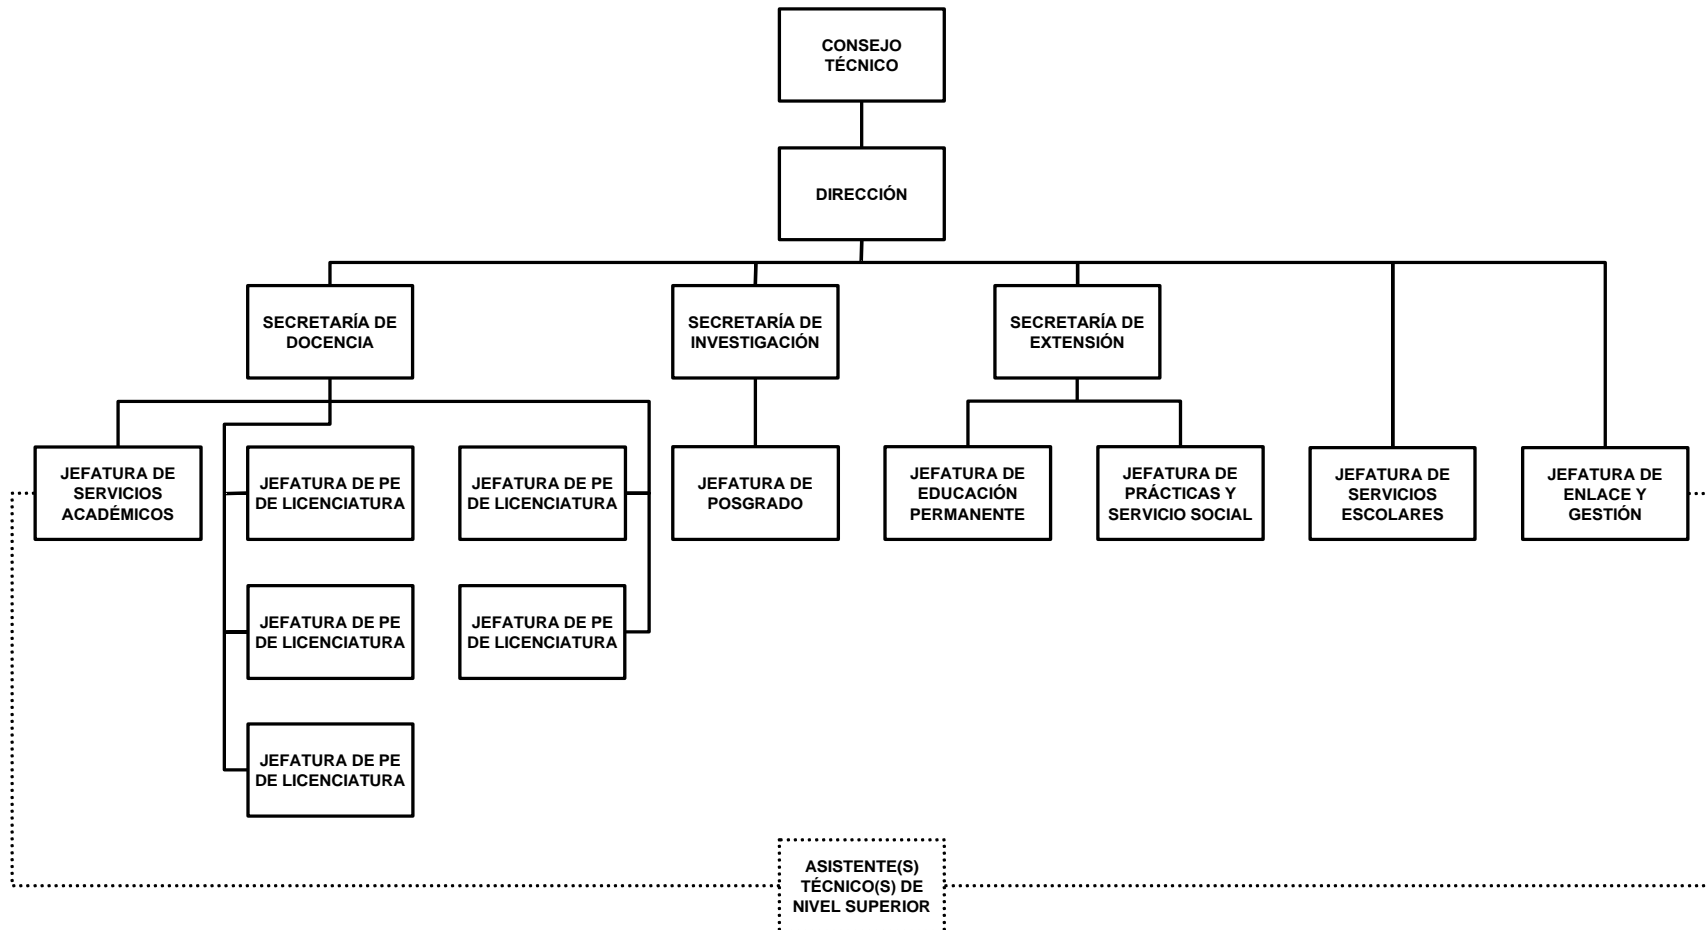 CONSEJO
TÉCNICO
DIRECCIÓN
SECRETARÍA DE
DOCENCIA
SECRETARÍA DE
INVESTIGACIÓN
SECRETARÍA DE
EXTENSIÓN
JEFATURA DE
SERVICIOS
ACADÉMICOS
JEFATURA DE PE
DE LICENCIATURA
JEFATURA DE PE
DE LICENCIATURA
JEFATURA DE
POSGRADO
JEFATURA DE
EDUCACIÓN
PERMANENTE
JEFATURA DE
PRÁCTICAS Y
SERVICIO SOCIAL
JEFATURA DE
SERVICIOS
ESCOLARES
JEFATURA DE
ENLACE Y
GESTIÓN
JEFATURA DE PE
DE LICENCIATURA
JEFATURA DE PE
DE LICENCIATURA
JEFATURA DE PE
DE LICENCIATURA
ASISTENTE(S)
TÉCNICO(S) DE
NIVEL SUPERIOR